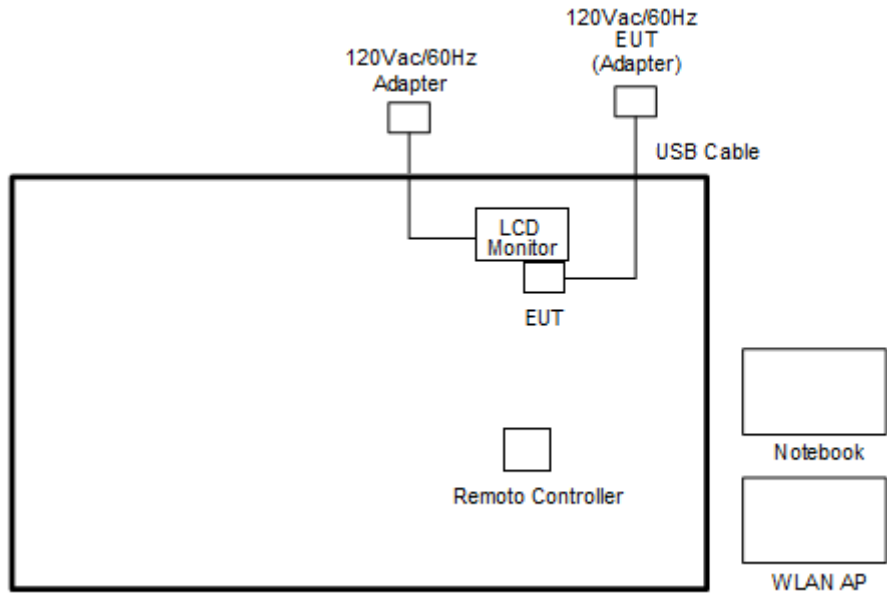 120Vac/60Hz
Adapter
120Vac/60Hz
EUT
(Adapter)
USB Cable
LCD
Monitor
EUT
Remoto Controller
Notebook
WLAN AP